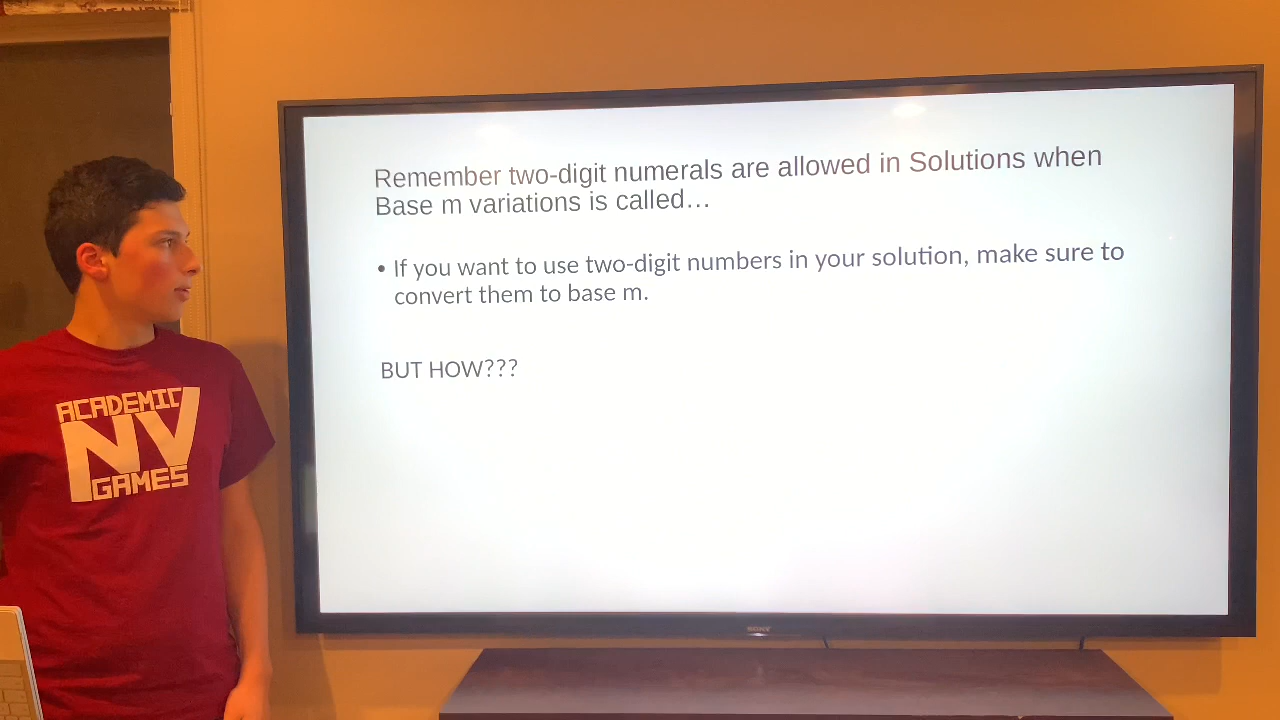 Remember two-digit numerals are allowed in Solutions when
Base m variations is called…
• If you want to use two-digit numbers in your solution, make sure to
convert them to base m.
BUT HOW???
ACADEMIC
NV
GAMES
SONY